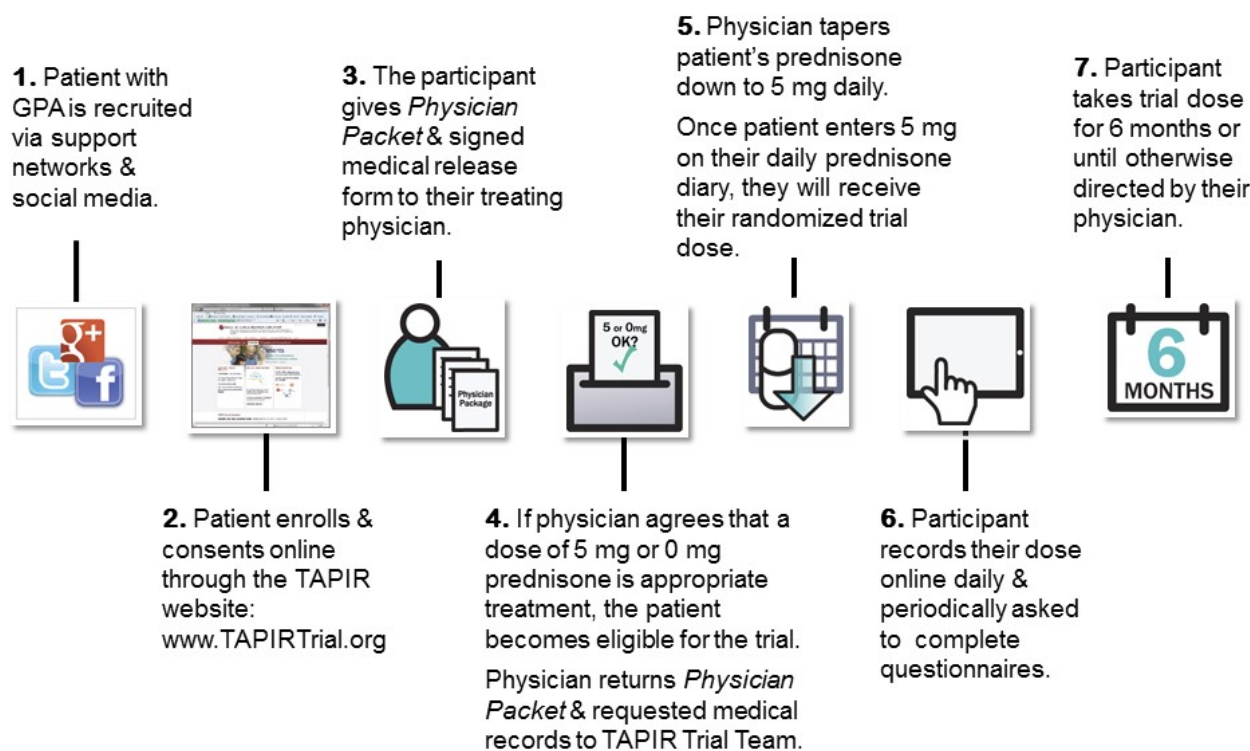 1. Patient with
GPA is recruited
via support
networks &
social media.
g+
f
2. Patient enrolls &
consents online
through the TAPIR
website:
www.TAPIRTrial.org
3. The participant
gives Physician
Packet & signed
medical release
form to their treating
physician.
Physician
Package
5 or 0mg
OK?
4. If physician agrees that a
dose of 5 mg or 0 mg
prednisone is appropriate
treatment, the patient
becomes eligible for the trial.
Physician returns Physician
Packet & requested medical
records to TAPIR Trial Team.
5. Physician tapers
patient's prednisone
down to 5 mg daily.
Once patient enters 5 mg
on their daily prednisone
diary, they will receive
their randomized trial
dose.
6. Participant
records their dose
online daily &
periodically asked
to complete
questionnaires.
7. Participant
takes trial dose
for 6 months or
until otherwise
directed by their
physician.
6
MONTHS